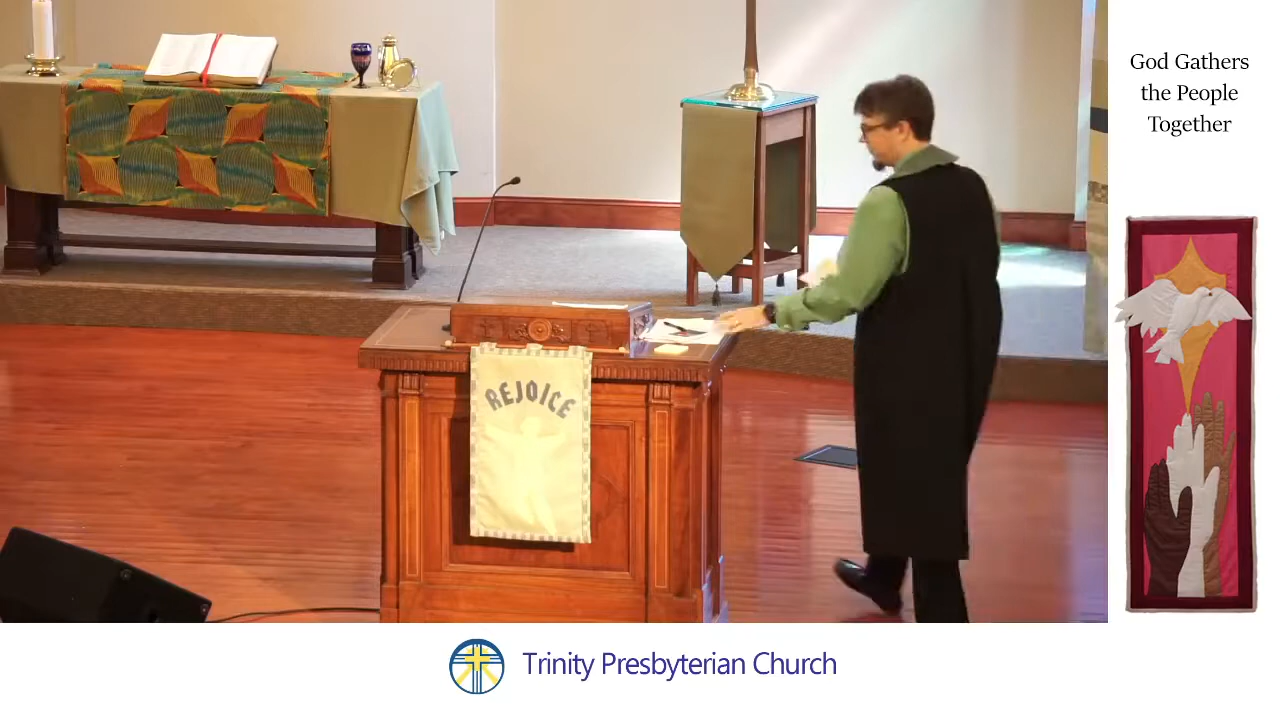 God Gathers
the People
Together
REJOICE
Trinity Presbyterian Church